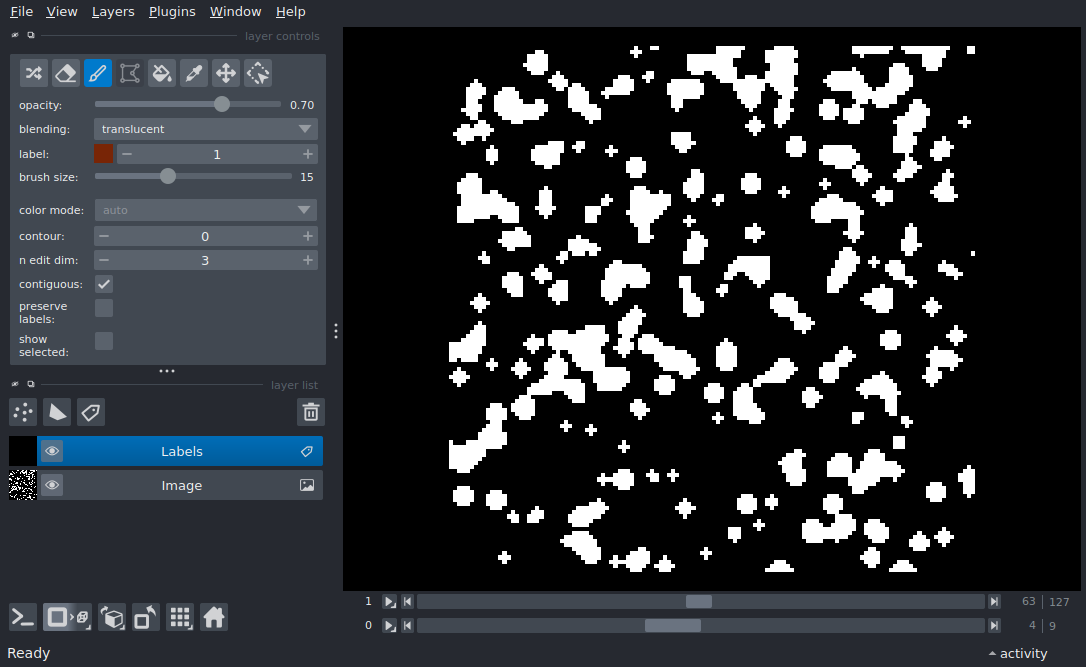 File View Layers Plugins Window Help
layer controls
opacity: 0.70
blending: translucent
label: 1
brush size: 15
color mode: auto
contour: 0
n edit dim: 3
contiguous:
preserve
labels:
show
selected:
layer list
Labels
Image
1 63 127
0 4 9
Ready
activity